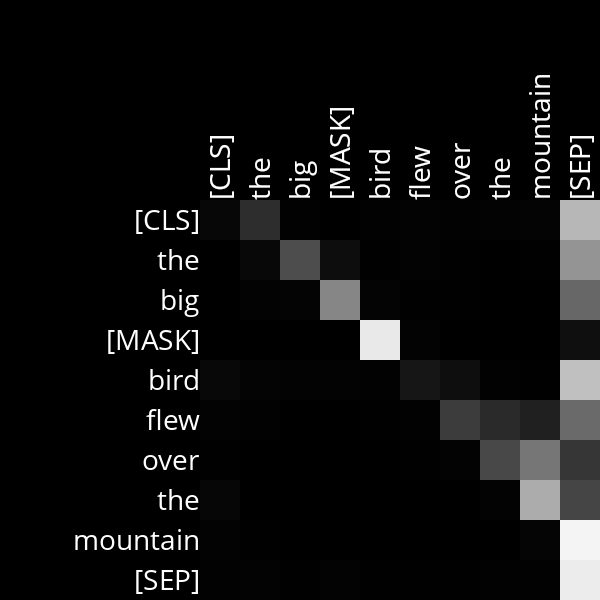 [CLS] the big [MASK] bird flew over the mountain [SEP]
[CLS]
the
big
[MASK]
bird
flew
over
the
mountain
[SEP]